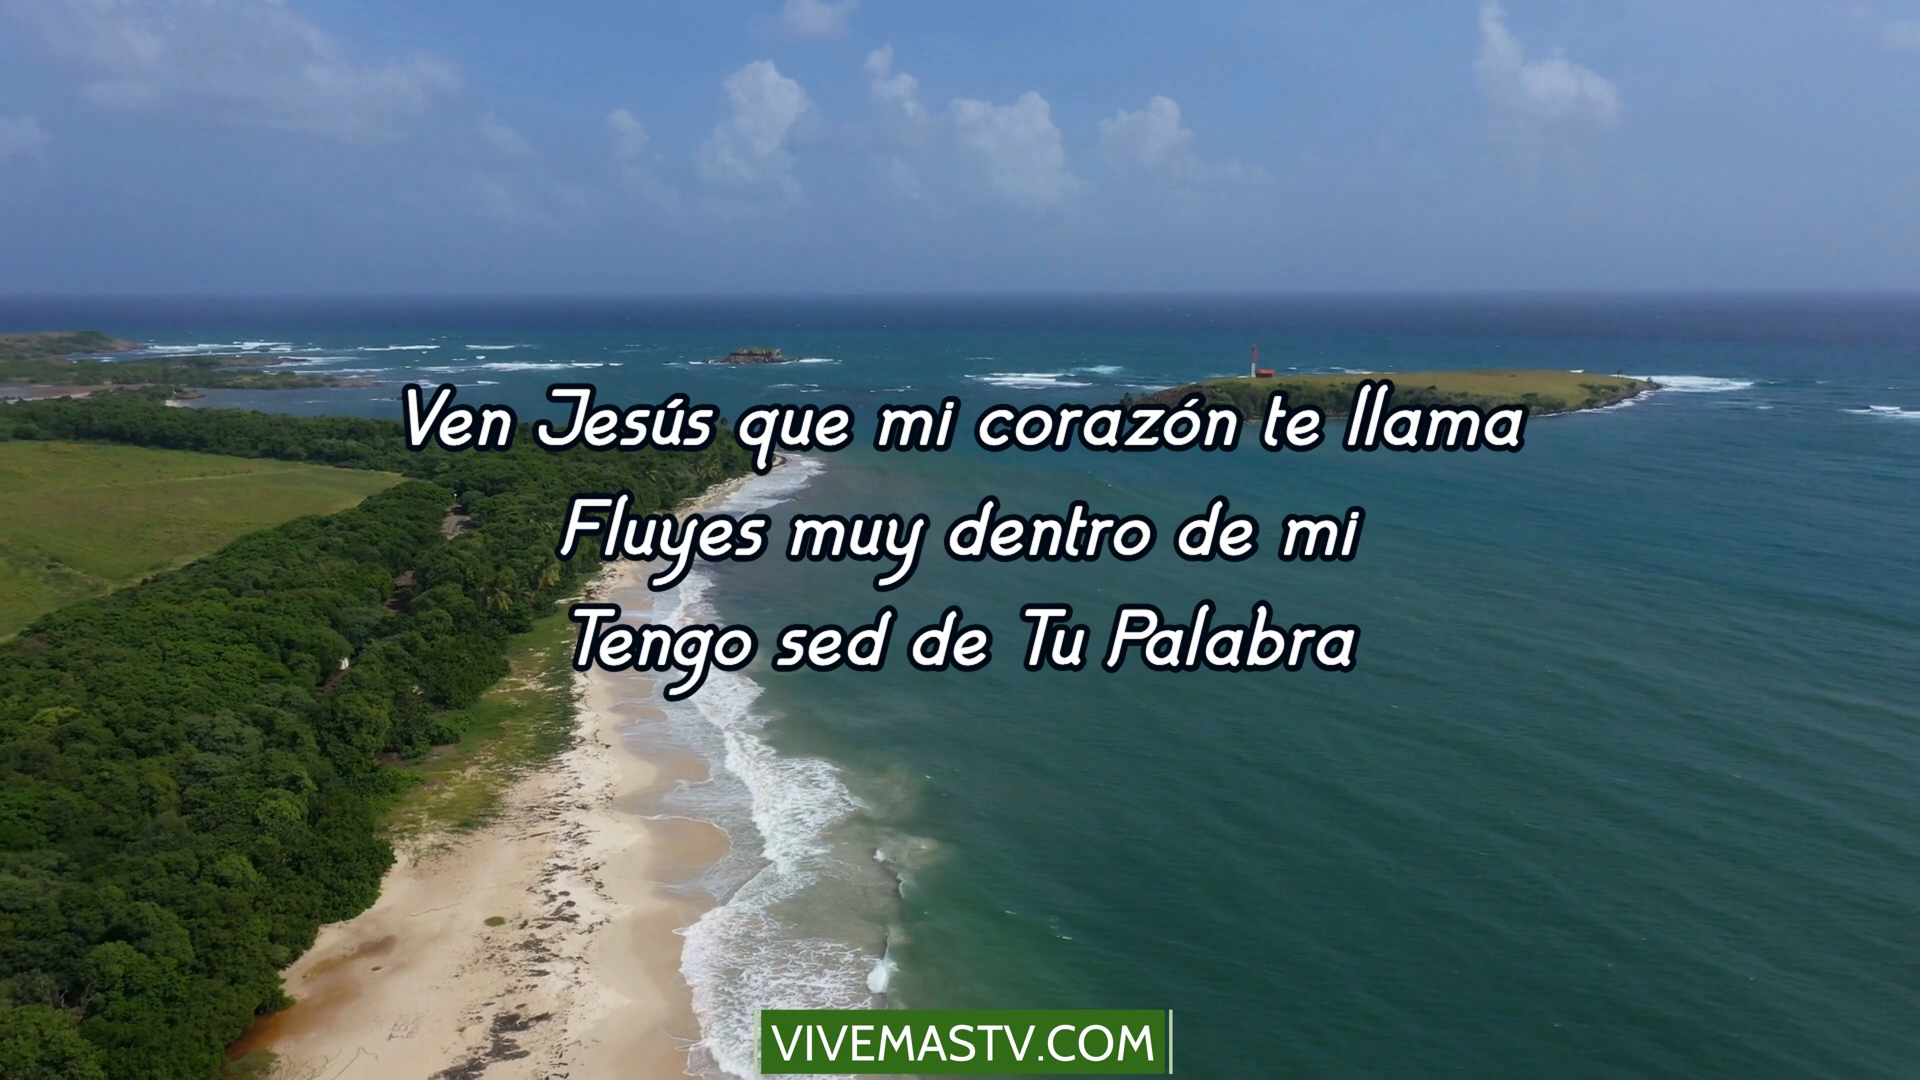 Ven Jesús que mi corazón te llama
Fluyes muy dentro de mi
Tengo sed de Tu Palabra
VIVEMASTV.COM